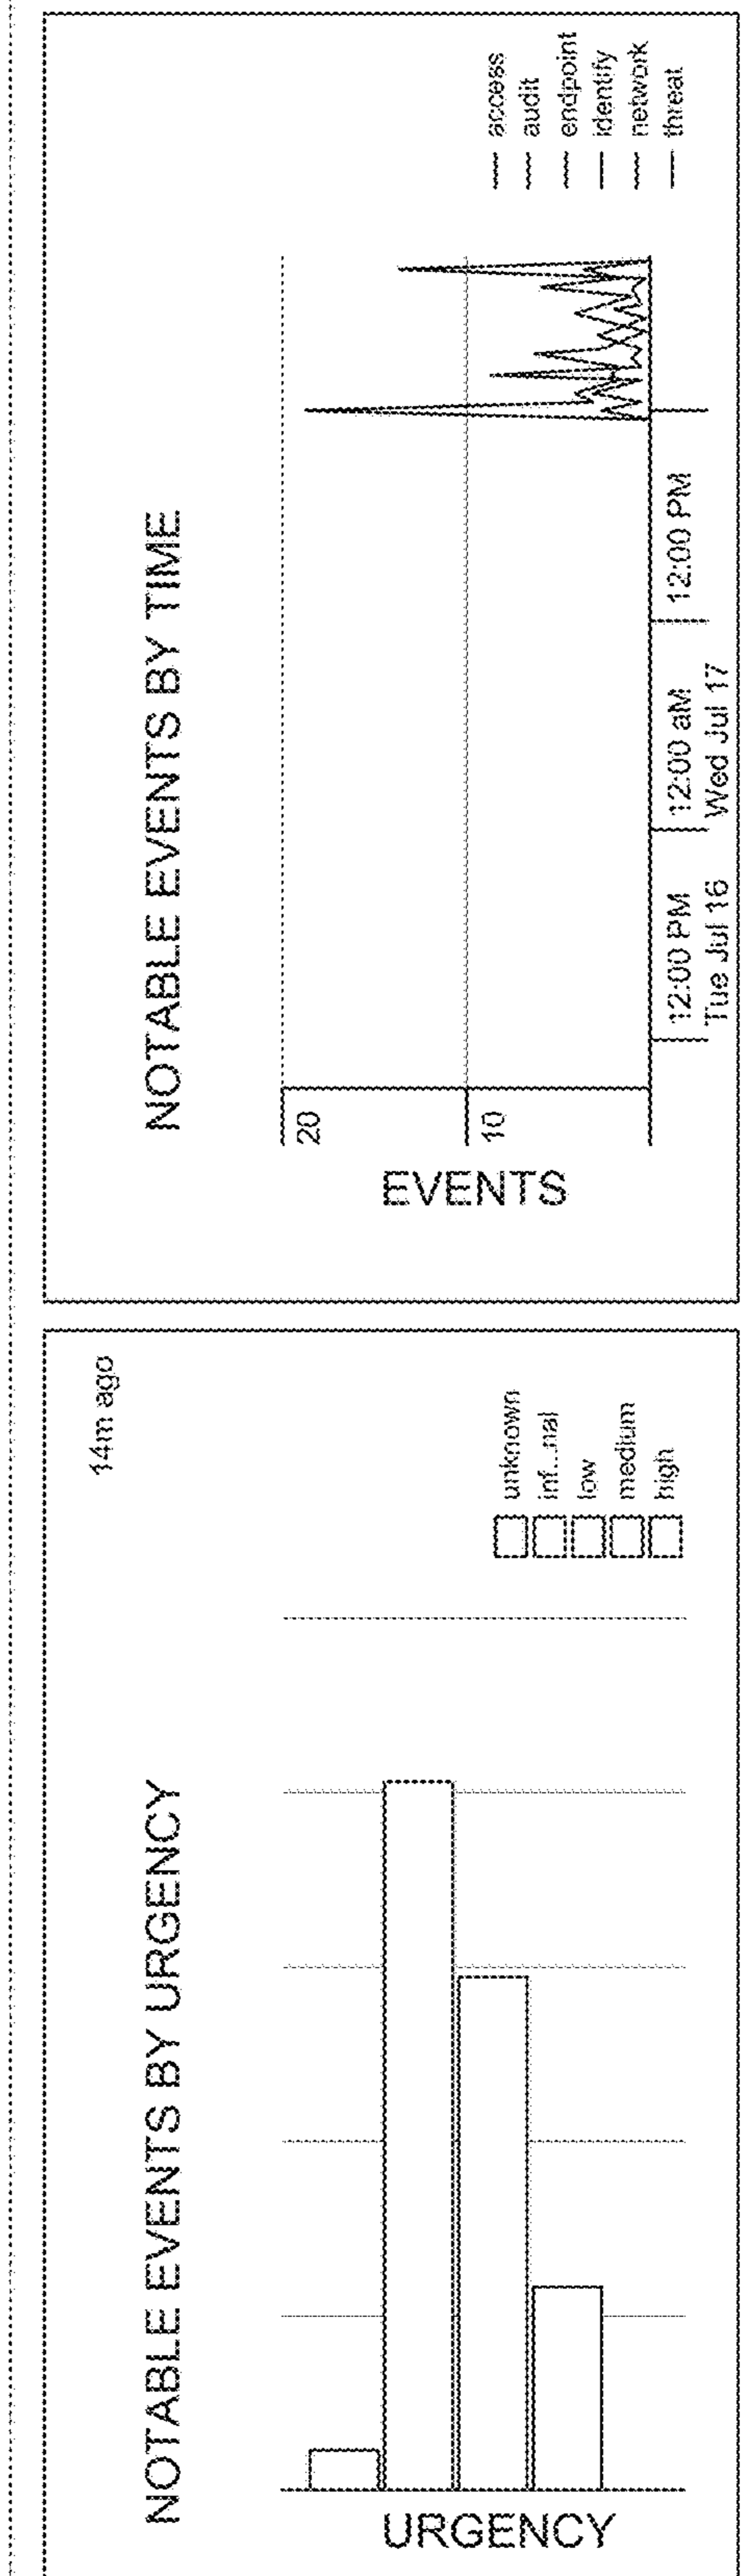 NOTABLE EVENTS BY URGENCY
14m ago
URGENCY
unknown
inf...nal
low
medium
high
NOTABLE EVENTS BY TIME
EVENTS
20
10
12:00 PM
Tue Jul 16
12:00 aM
Wed Jul 17
12:00 PM
access
audit
endpoint
identify
network
threat